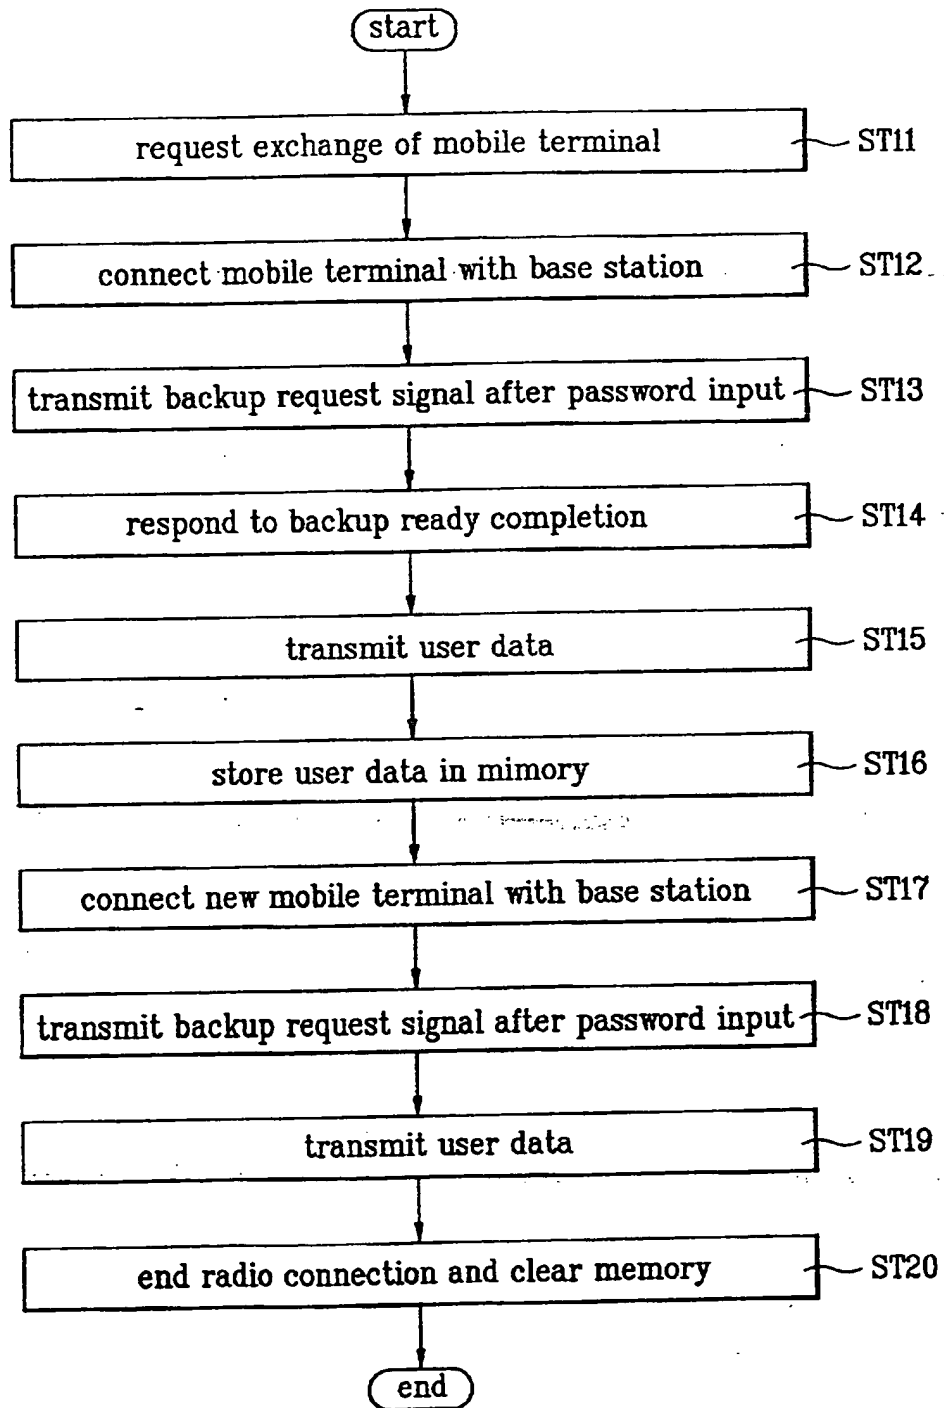 start
request exchange of mobile terminal
ST11
connect mobile terminal with base station
ST12
transmit backup request signal after password input
ST13
respond to backup ready completion
ST14
transmit user data
ST15
store user data in mimory
ST16
connect new mobile terminal with base station
ST17
transmit backup request signal after password input
ST18
transmit user data
ST19
end radio connection and clear memory
ST20
end